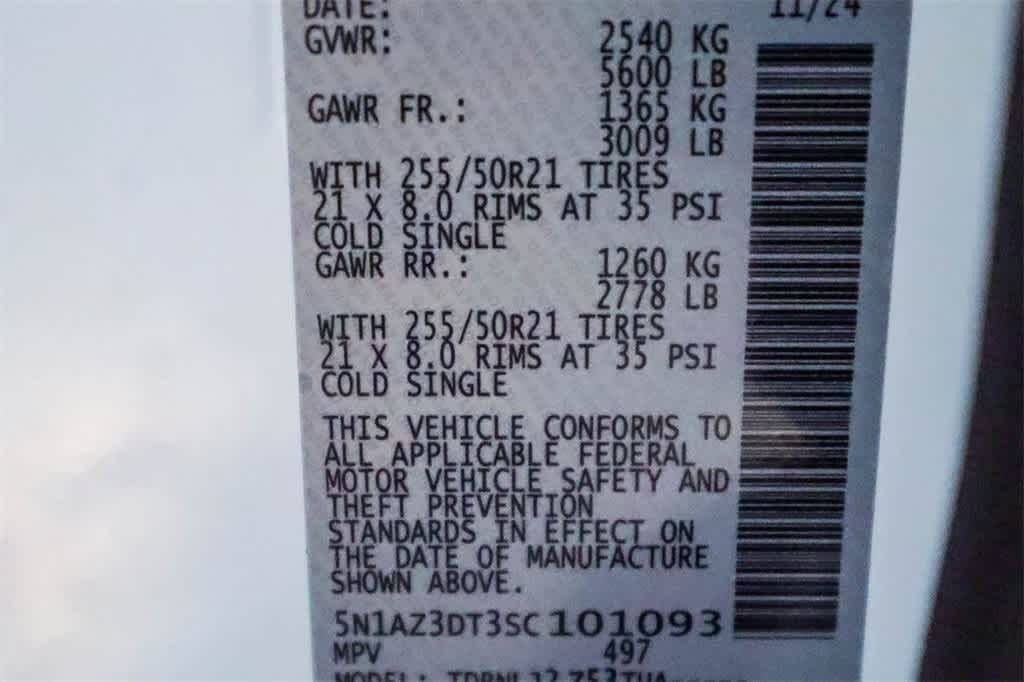 DATE: 11/24
GVWR: 2540 KG
5600 LB
GAWR FR.: 1365 KG
3009 LB
WITH 255/50R21 TIRES
21 X 8.0 RIMS AT 35 PSI
COLD SINGLE
GAWR RR.: 1260 KG
2778 LB
WITH 255/50R21 TIRES
21 X 8.0 RIMS AT 35 PSI
COLD SINGLE
THIS VEHICLE CONFORMS TO
ALL APPLICABLE FEDERAL
MOTOR VEHICLE SAFETY AND
THEFT PREVENTION
STANDARDS IN EFFECT ON
THE DATE OF MANUFACTURE
SHOWN ABOVE.
5N1AZ3DT3SC101093
MPV 497
MODEL: